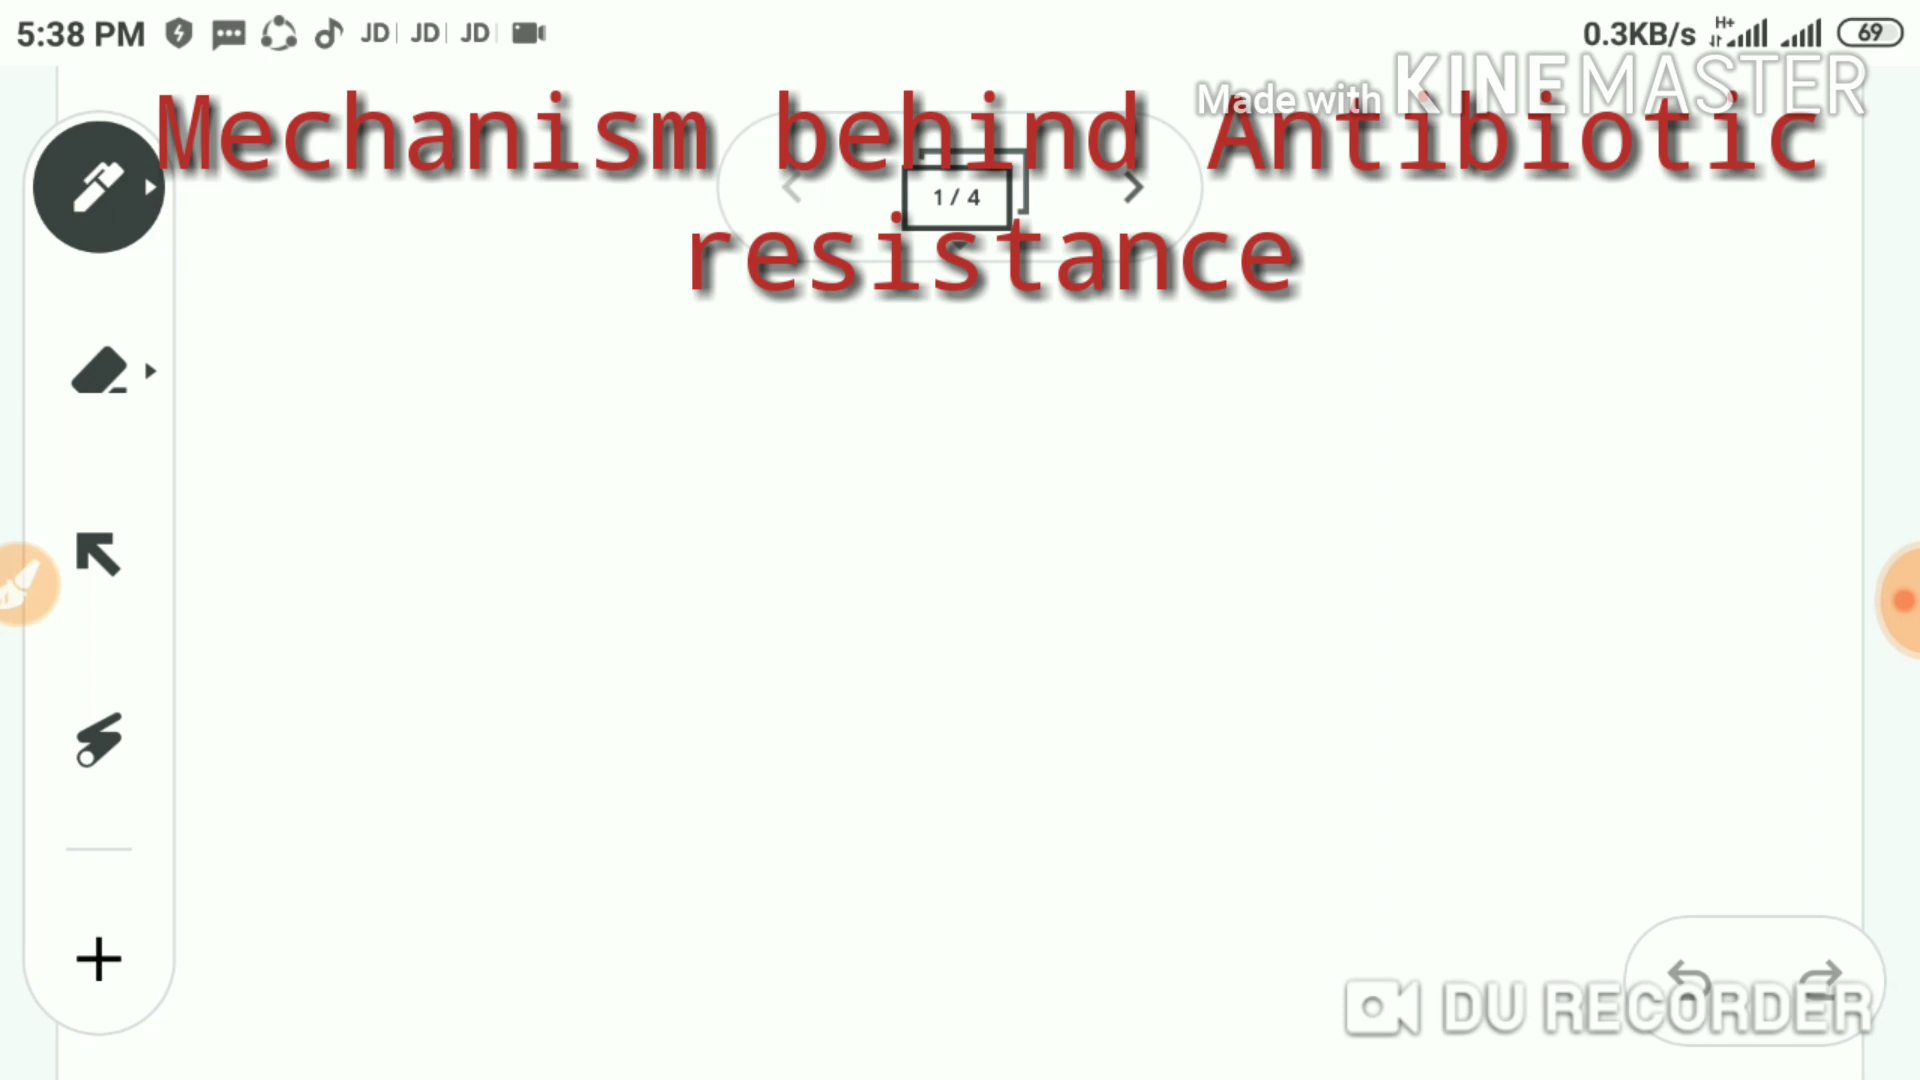 5:38 PM JD JD JD 0.3KB/s H+ 69
Made with KINEMASTER
Mechanism behind Antibiotic
1 / 4
resistance
DU RECORDER